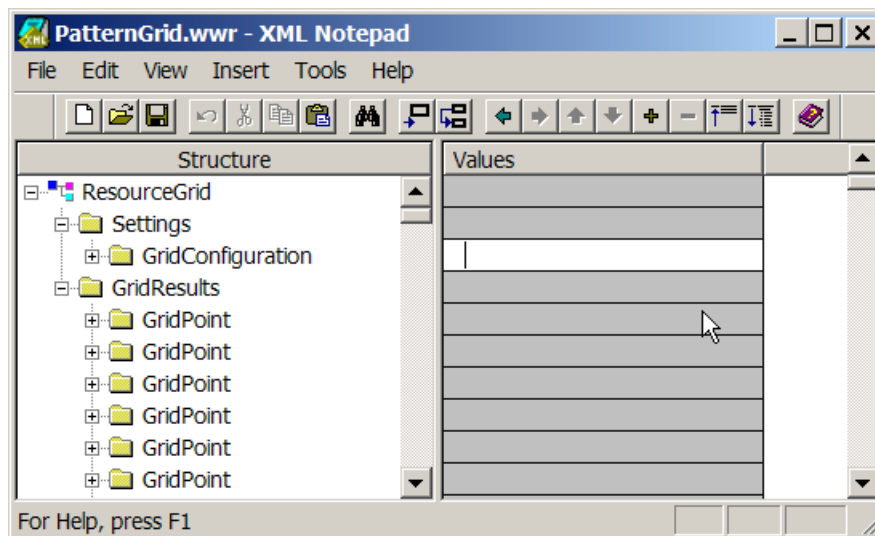 PatternGrid.wwr - XML Notepad
File Edit View Insert Tools Help
Structure Values
ResourceGrid
Settings
GridConfiguration
GridResults
GridPoint
GridPoint
GridPoint
GridPoint
GridPoint
GridPoint
For Help, press F1